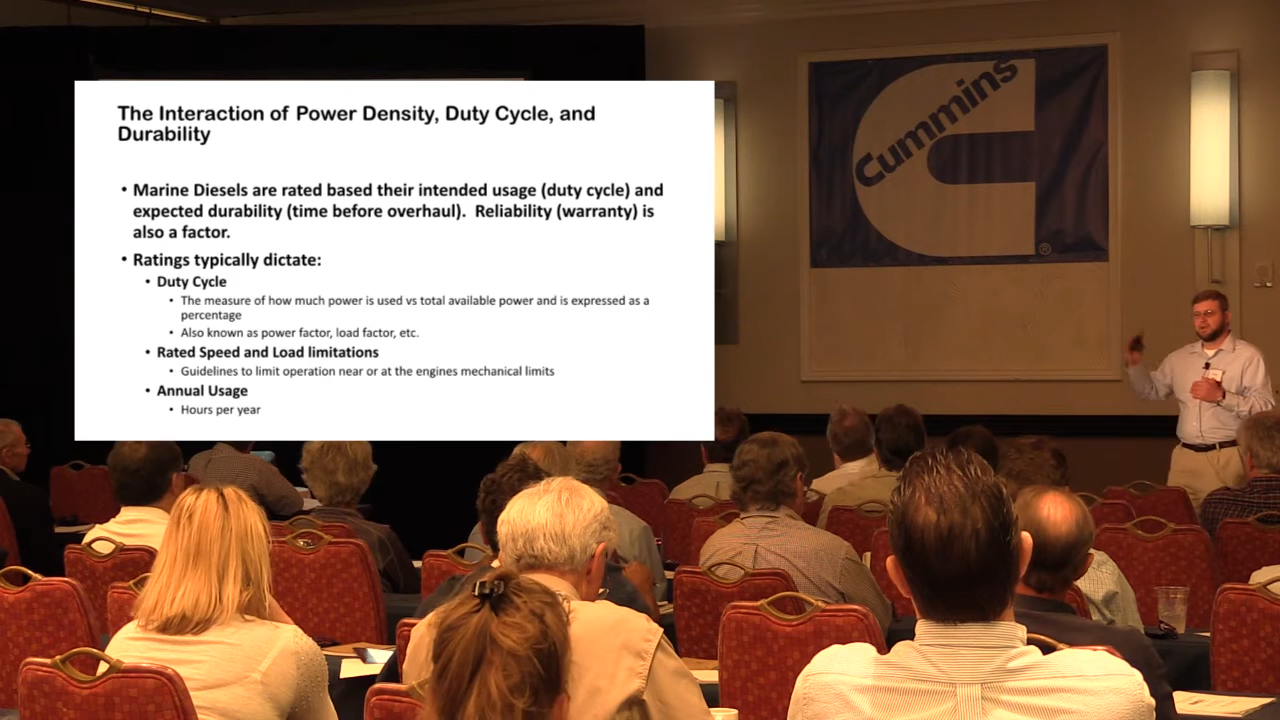 The Interaction of Power Density, Duty Cycle, and
Durability
• Marine Diesels are rated based their intended usage (duty cycle) and
expected durability (time before overhaul). Reliability (warranty) is
also a factor.
• Ratings typically dictate:
• Duty Cycle
• The measure of how much power is used vs total available power and is expressed as a
percentage
• Also known as power factor, load factor, etc.
• Rated Speed and Load limitations
• Guidelines to limit operation near or at the engines mechanical limits
• Annual Usage
• Hours per year
Cummins
®